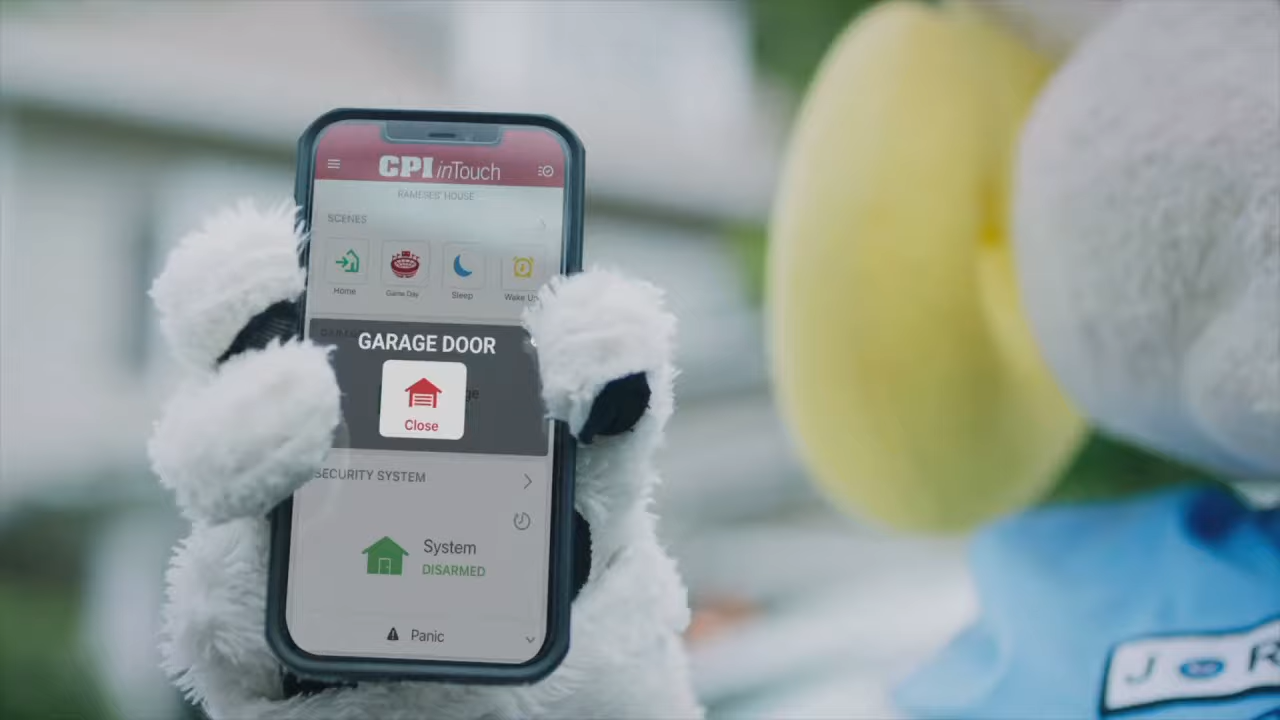 CPI inTouch
RAMESES' HOUSE
SCENES
Home
Game Day
Sleep
Wake Up
GARAGE DOOR
Close
SECURITY SYSTEM
System
DISARMED
Panic
J R